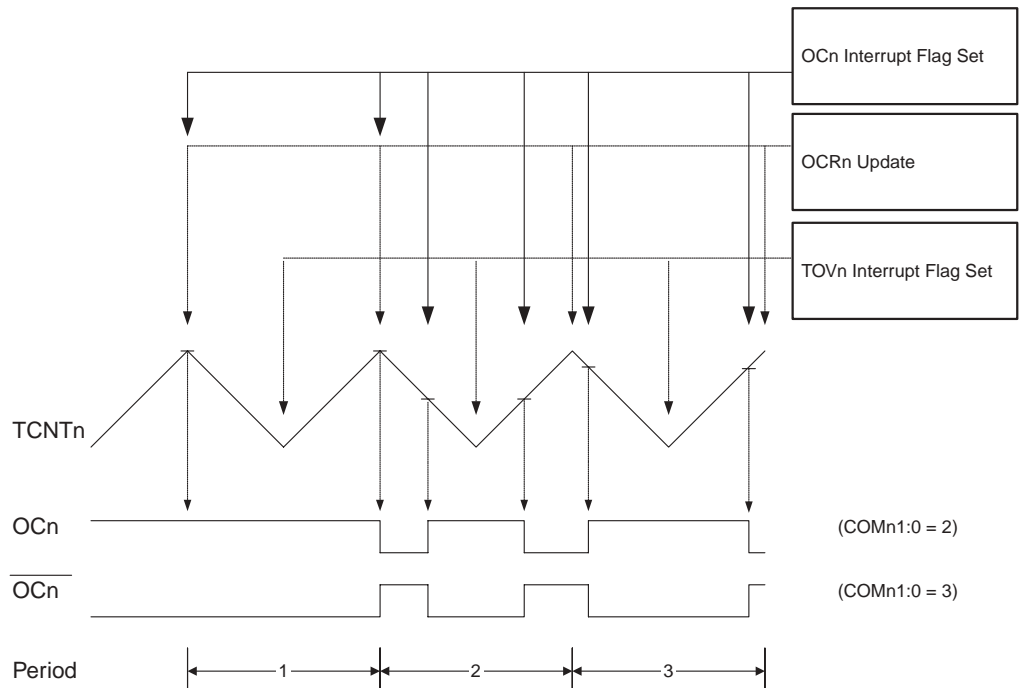 OCn Interrupt Flag Set
OCRn Update
TOVn Interrupt Flag Set
TCNTn
OCn (COMn1:0 = 2)
OCn (COMn1:0 = 3)
Period 1 2 3